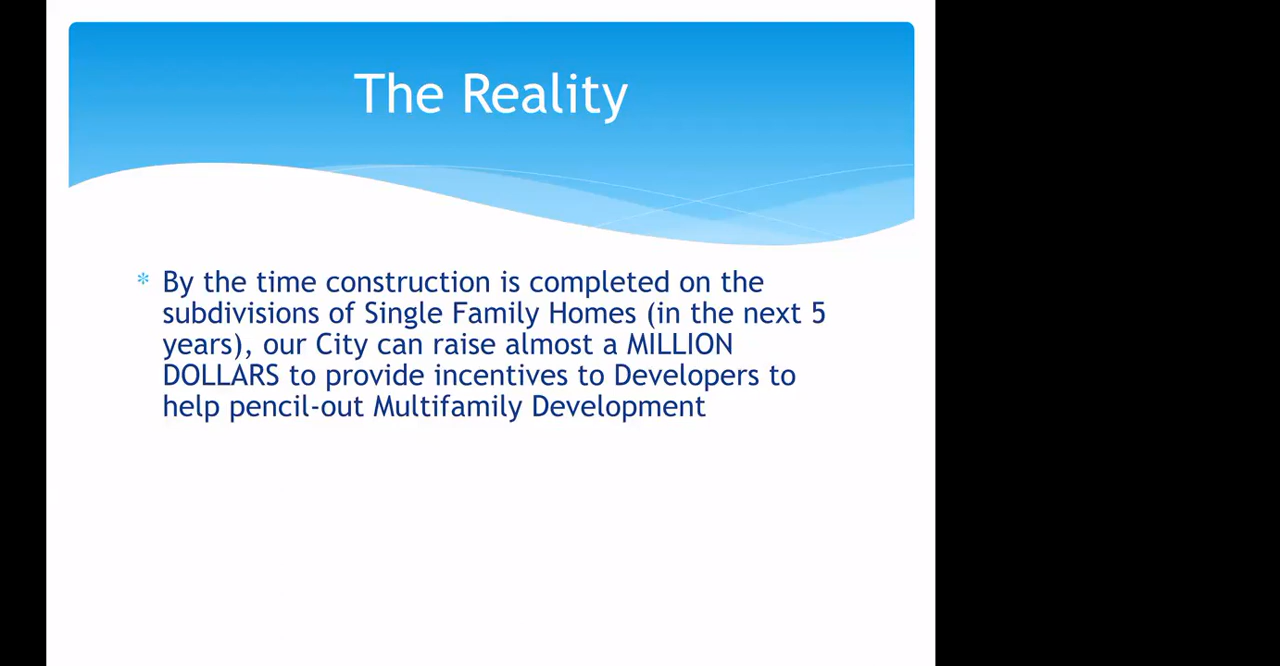 The Reality
* By the time construction is completed on the
subdivisions of Single Family Homes (in the next 5
years), our City can raise almost a MILLION
DOLLARS to provide incentives to Developers to
help pencil-out Multifamily Development